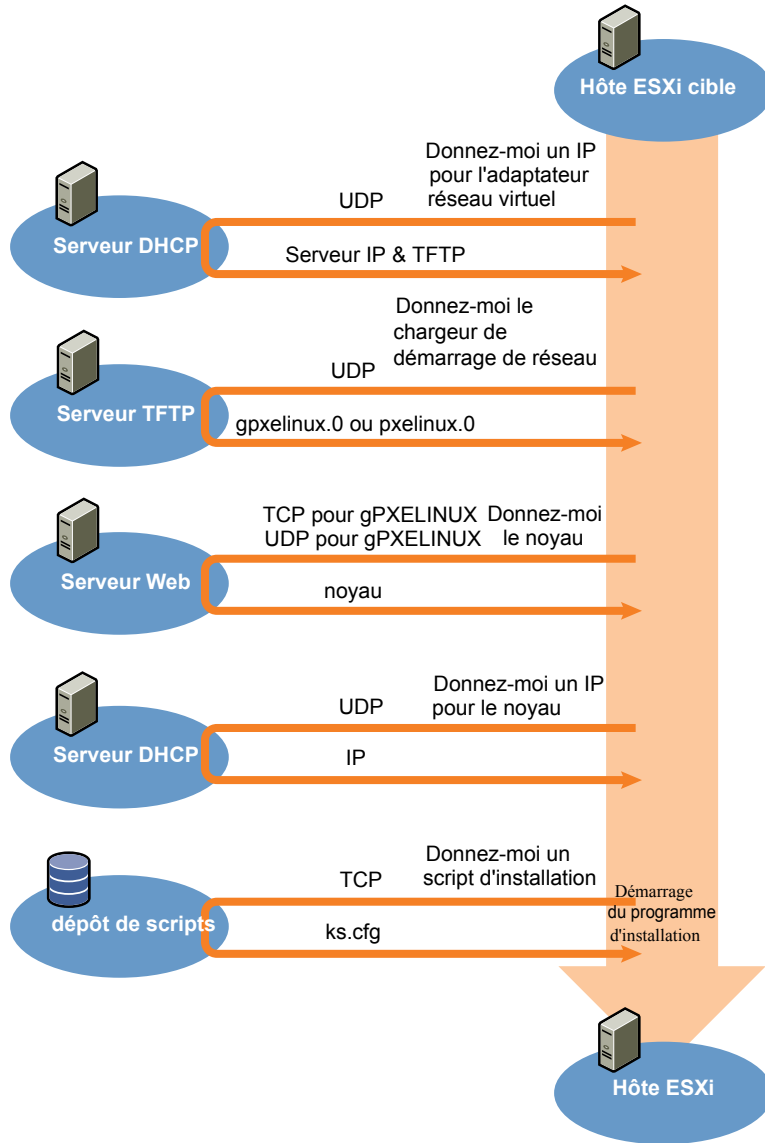 Hôte ESXi cible
Donnez-moi un IP
pour l'adaptateur
réseau virtuel
UDP
Serveur DHCP
Serveur IP & TFTP
Donnez-moi le
chargeur de
démarrage de réseau
UDP
Serveur TFTP
gpxelinux.0 ou pxelinux.0
TCP pour gPXELINUX
UDP pour gPXELINUX
Donnez-moi
le noyau
Serveur Web
noyau
Donnez-moi un IP
pour le noyau
UDP
Serveur DHCP
IP
Donnez-moi un
script d'installation
TCP
dépôt de scripts
ks.cfg
Démarrage
du programme
d'installation
Hôte ESXi